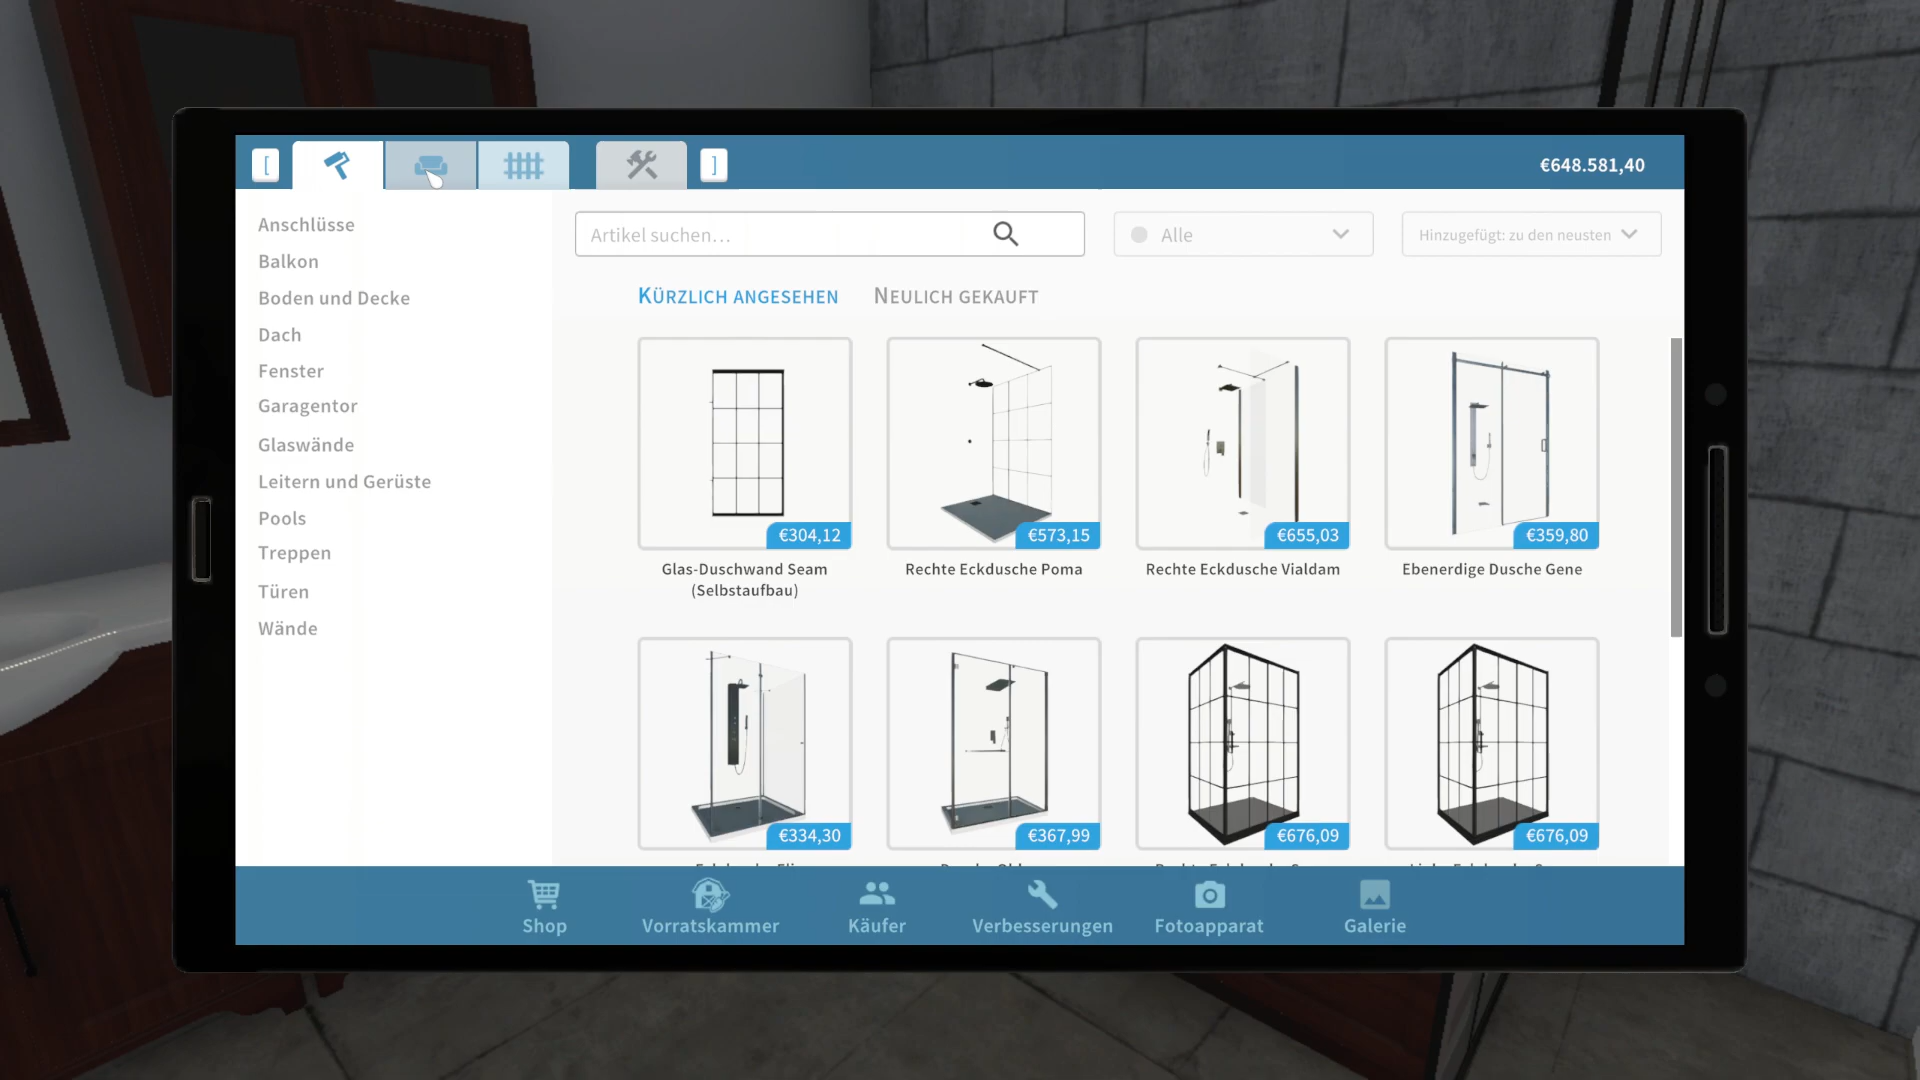 [
]
€648.581,40
Anschlüsse
Balkon
Boden und Decke
Dach
Fenster
Garagentor
Glaswände
Leitern und Gerüste
Pools
Treppen
Türen
Wände
Artikel suchen...
Alle
Hinzugefügt: zu den neusten
KÜRZLICH ANGESEHEN
NEULICH GEKAUFT
€304,12
€573,15
€655,03
€359,80
Glas-Duschwand Seam
(Selbstaufbau)
Rechte Eckdusche Poma
Rechte Eckdusche Vialdam
Ebenerdige Dusche Gene
€334,30
€367,99
€676,09
€676,09
Shop
Vorratskammer
Käufer
Verbesserungen
Fotoapparat
Galerie